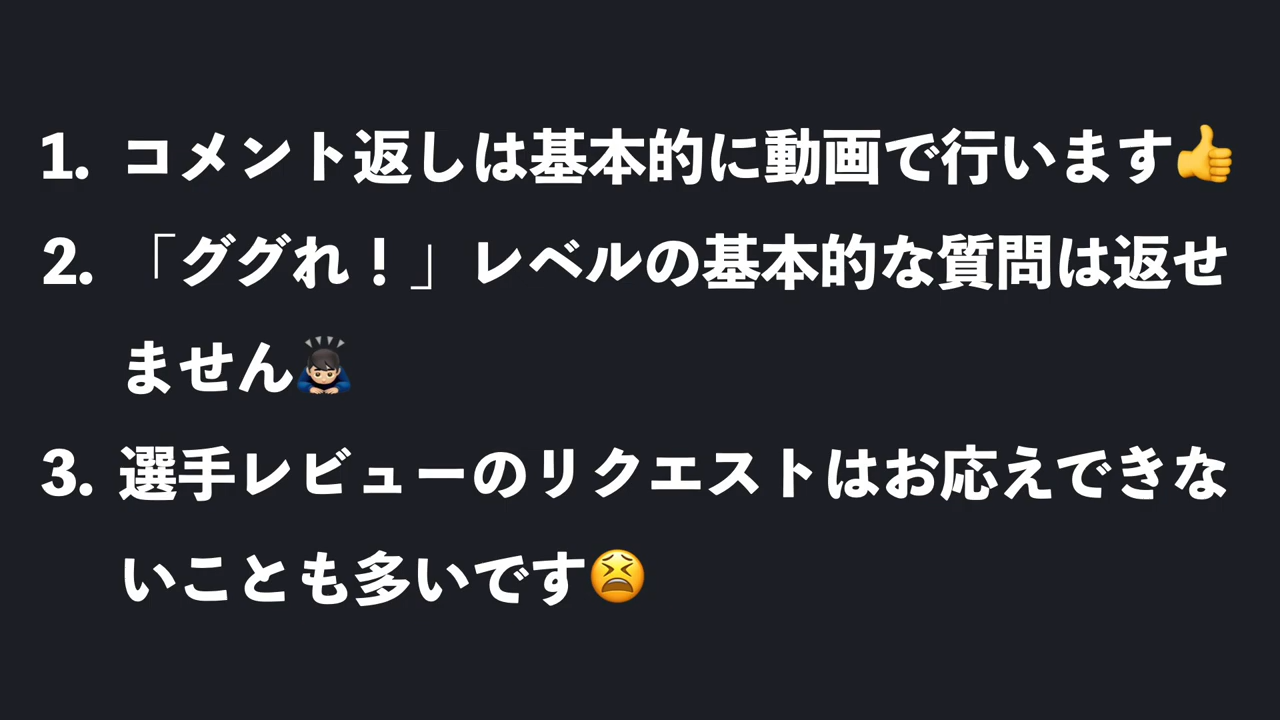 1. コメント返しは基本的に動画で行います👍
2. 「ググれ！」レベルの基本的な質問は返せ
ません🙇🏻‍♂️
3. 選手レビューのリクエストはお応えできな
いことも多いです😫